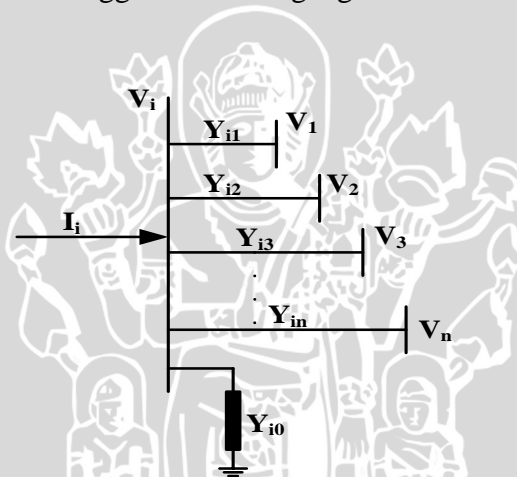 Vᵢ
Yᵢ₁ V₁
Yᵢ₂ V₂
Iᵢ
Yᵢ₃ V₃
Yᵢₙ Vₙ
Yᵢ₀